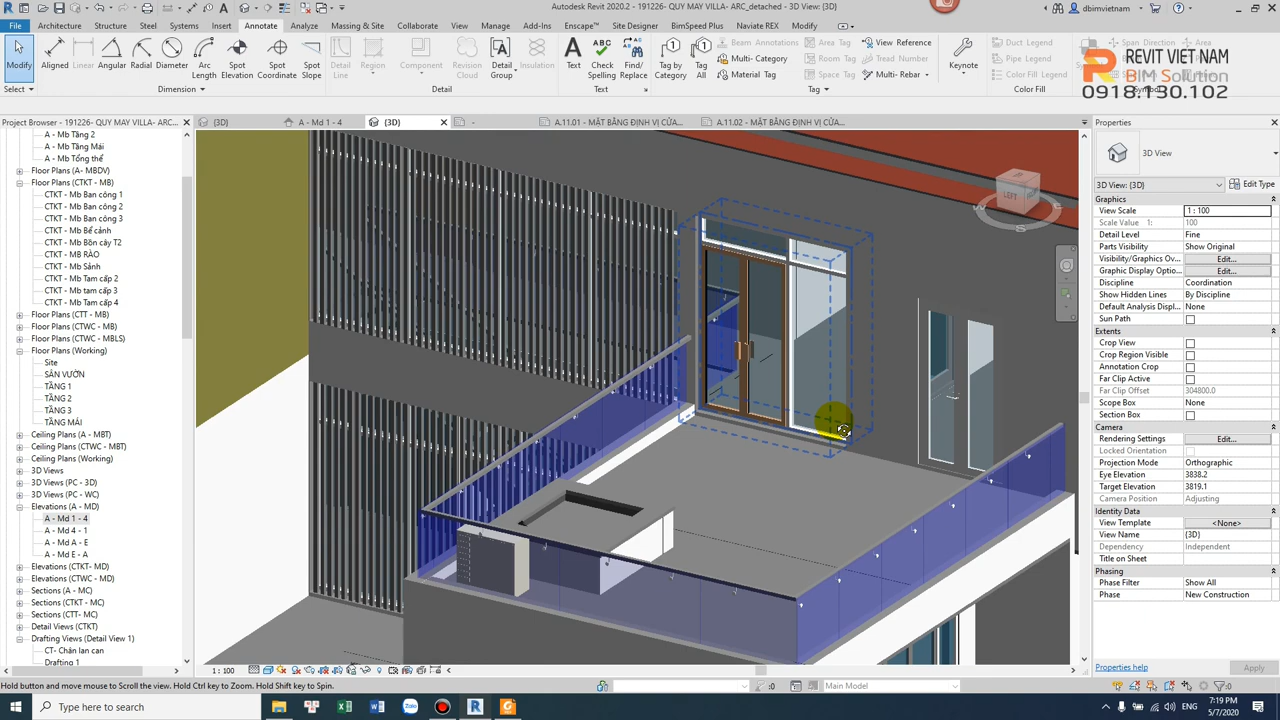 Autodesk Revit 2020.2 - 191226- QUY MAY VILLA- ARC_detached - 3D View: {3D}
dbimvietnam
File Architecture Structure Steel Systems Insert Annotate Analyze Massing & Site Collaborate View Manage Add-Ins Enscape™ Site Designer BimSpeed Plus Naviate REX Modify
Modify
Aligned Linear Angular Radial Diameter Arc Length Spot Elevation Spot Coordinate Spot Slope
Detail Line Region Component Revision Cloud Detail Group Insulation
Text Check Spelling Find/ Replace
Tag by Category Tag All
Beam Annotations
Multi- Category
Material Tag
Area Tag
Room Tag
Space Tag
View Reference
Tread Number
Multi- Rebar
Keynote
Duct Legend
Pipe Legend
Color Fill Legend
Span Direction
Select Dimension Detail Text Tag Color Fill
REVIT VIET NAM
BIM Solution
0918.130.102
Project Browser - 191226- QUY MAY VILLA- ARC...
{3D}
A - Md 1 - 4
{3D}
-
A.11.01 - MẶT BẰNG ĐỊNH VỊ CỬA...
A.11.02 - MẶT BẰNG ĐỊNH VỊ CỬA...
A - Mb Tầng 2
A - Mb Tầng Mái
A - Mb Tổng thể
Floor Plans (A- MBDV)
Floor Plans (CTKT - MB)
CTKT - Mb Ban công 1
CTKT - Mb Ban công 2
CTKT - Mb Ban công 3
CTKT - Mb Bể cảnh
CTKT - Mb Bồn cây T2
CTKT - MB RÀO
CTKT - Mb Sảnh
CTKT - Mb Tam cấp 2
CTKT - Mb tam cấp 3
CTKT - Mb Tam cấp 4
Floor Plans (CTT - MB)
Floor Plans (CTWC - MB)
Floor Plans (CTWC - MBLS)
Floor Plans (Working)
Site
SÂN VƯỜN
TẦNG 1
TẦNG 2
TẦNG 3
TẦNG MÁI
Ceiling Plans (Ceiling)
Ceiling Plans (Working)
3D Views
3D Views (PC - 3D)
3D Views (PC - WC)
Elevations (A - MD)
A - Md 1 - 4
A - Md 4 - 1
A - Md A - E
A - Md E - A
Elevations (CTKT- MD)
Elevations (CTWC - MD)
Sections (A - MC)
Sections (CTKT - MC)
Sections (CTT- MC)
Detail Views (CTKT)
Drafting Views (Detail View 1)
CT- Chân lan can
Drafting 1
LEFT
S
Properties
3D View
3D View: {3D} Edit Type
Graphics
View Scale 1 : 100
Scale Value 1: 100
Detail Level Fine
Parts Visibility Show Original
Visibility/Graphics Ov... Edit...
Graphic Display Optio... Edit...
Discipline Coordination
Show Hidden Lines By Discipline
Default Analysis Displ... None
Sun Path
Extents
Crop View
Crop Region Visible
Annotation Crop
Far Clip Active
Far Clip Offset 304800.0
Scope Box None
Section Box
Camera
Rendering Settings Edit...
Locked Orientation
Projection Mode Orthographic
Eye Elevation 3838.2
Target Elevation 3819.1
Camera Position Adjusting
Identity Data
View Template <None>
View Name {3D}
Dependency Independent
Title on Sheet
Phasing
Phase Filter Show All
Phase New Construction
Properties help
Apply
1 : 100
Hold button and move mouse to Scroll the view. Hold Ctrl key to Zoom. Hold Shift key to Spin.
:0
Main Model
:0
Type here to search
Zalo
ENG
7:19 PM
5/7/2020